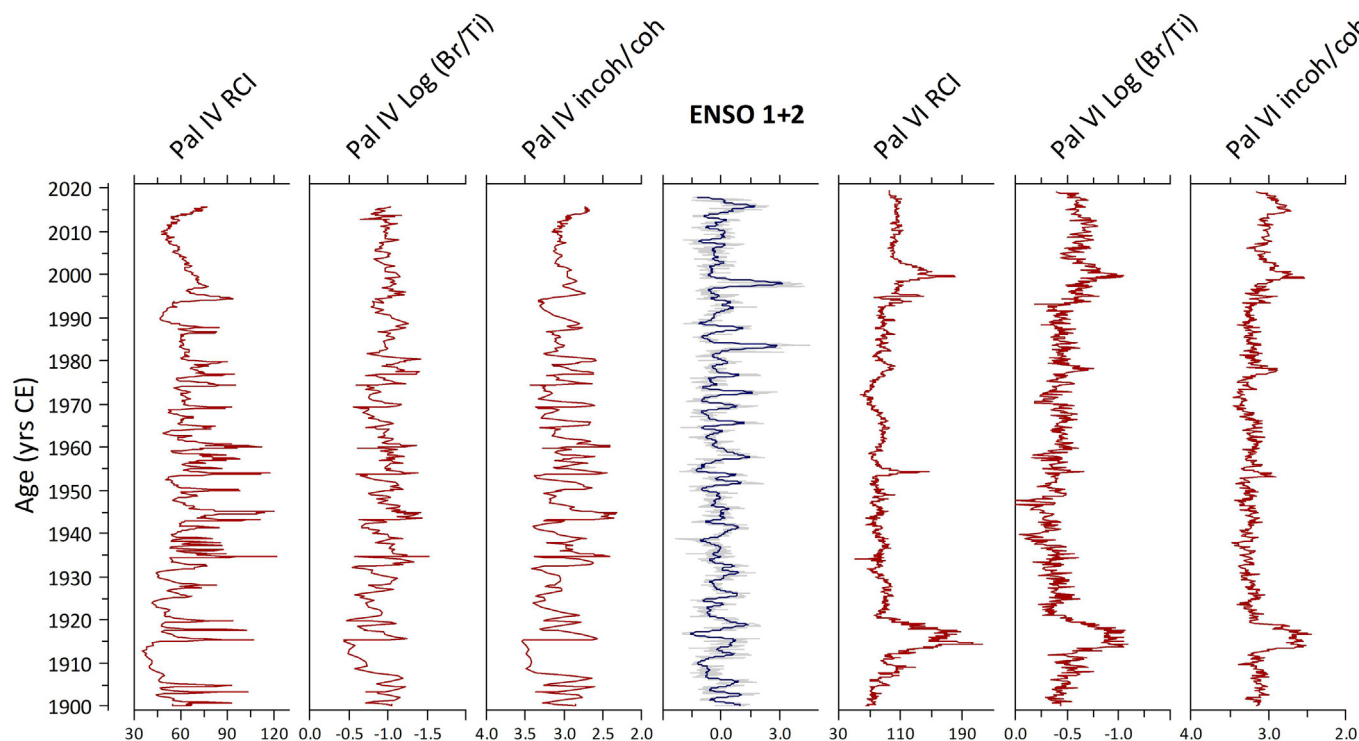 Pal IV RCI
Pal IV Log (Br/Ti)
Pal IV incoh/coh
ENSO 1+2
Pal VI RCI
Pal VI Log (Br/Ti)
Pal VI incoh/coh
Age (yrs CE)
2020
2010
2000
1990
1980
1970
1960
1950
1940
1930
1920
1910
1900
30 60 90 120
0.0 -0.5 -1.0 -1.5
4.0 3.5 3.0 2.5 2.0
0.0 3.0
30 110 190
0.0 -0.5 -1.0
4.0 3.0 2.0